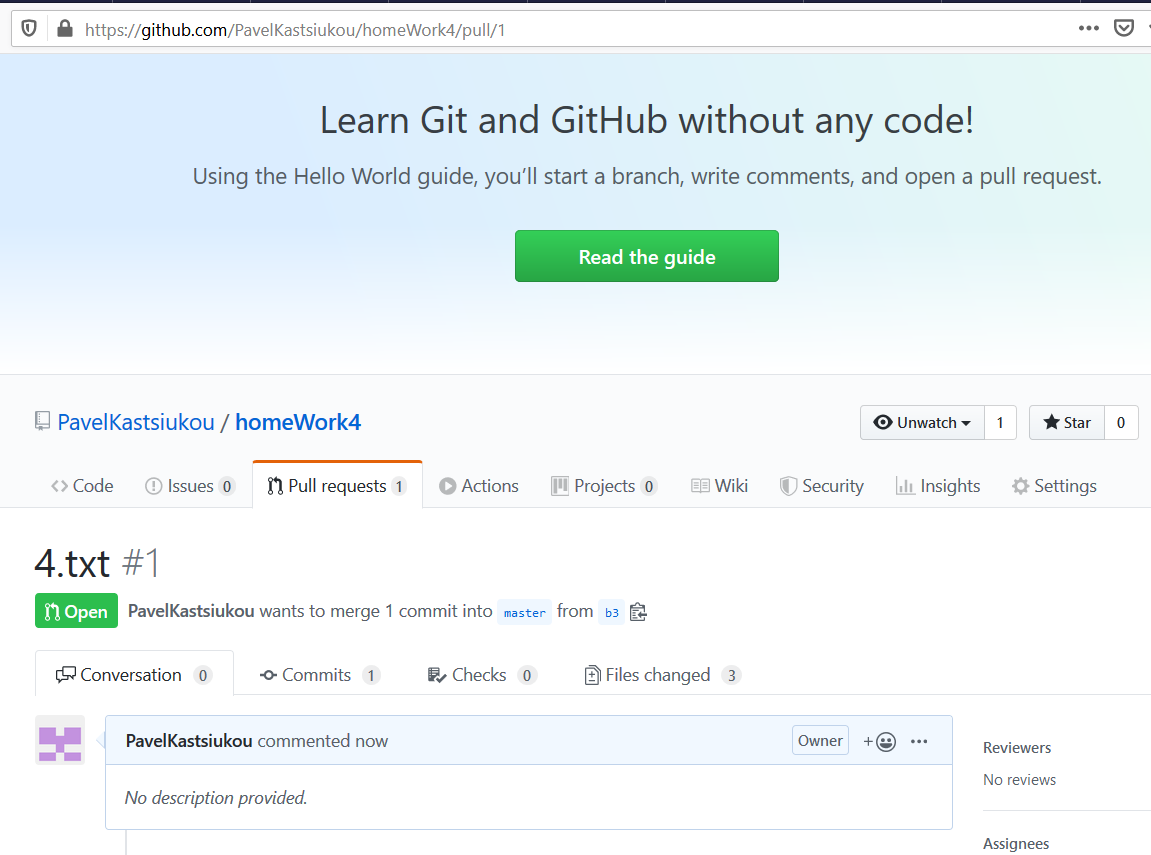 https://github.com/PavelKastsiukou/homeWork4/pull/1
Learn Git and GitHub without any code!
Using the Hello World guide, you’ll start a branch, write comments, and open a pull request.
Read the guide
PavelKastsiukou / homeWork4
Unwatch 1 Star 0
Code Issues 0 Pull requests 1 Actions Projects 0 Wiki Security Insights Settings
4.txt #1
Open PavelKastsiukou wants to merge 1 commit into master from b3
Conversation 0 Commits 1 Checks 0 Files changed 3
PavelKastsiukou commented now Owner
No description provided.
Reviewers
No reviews
Assignees